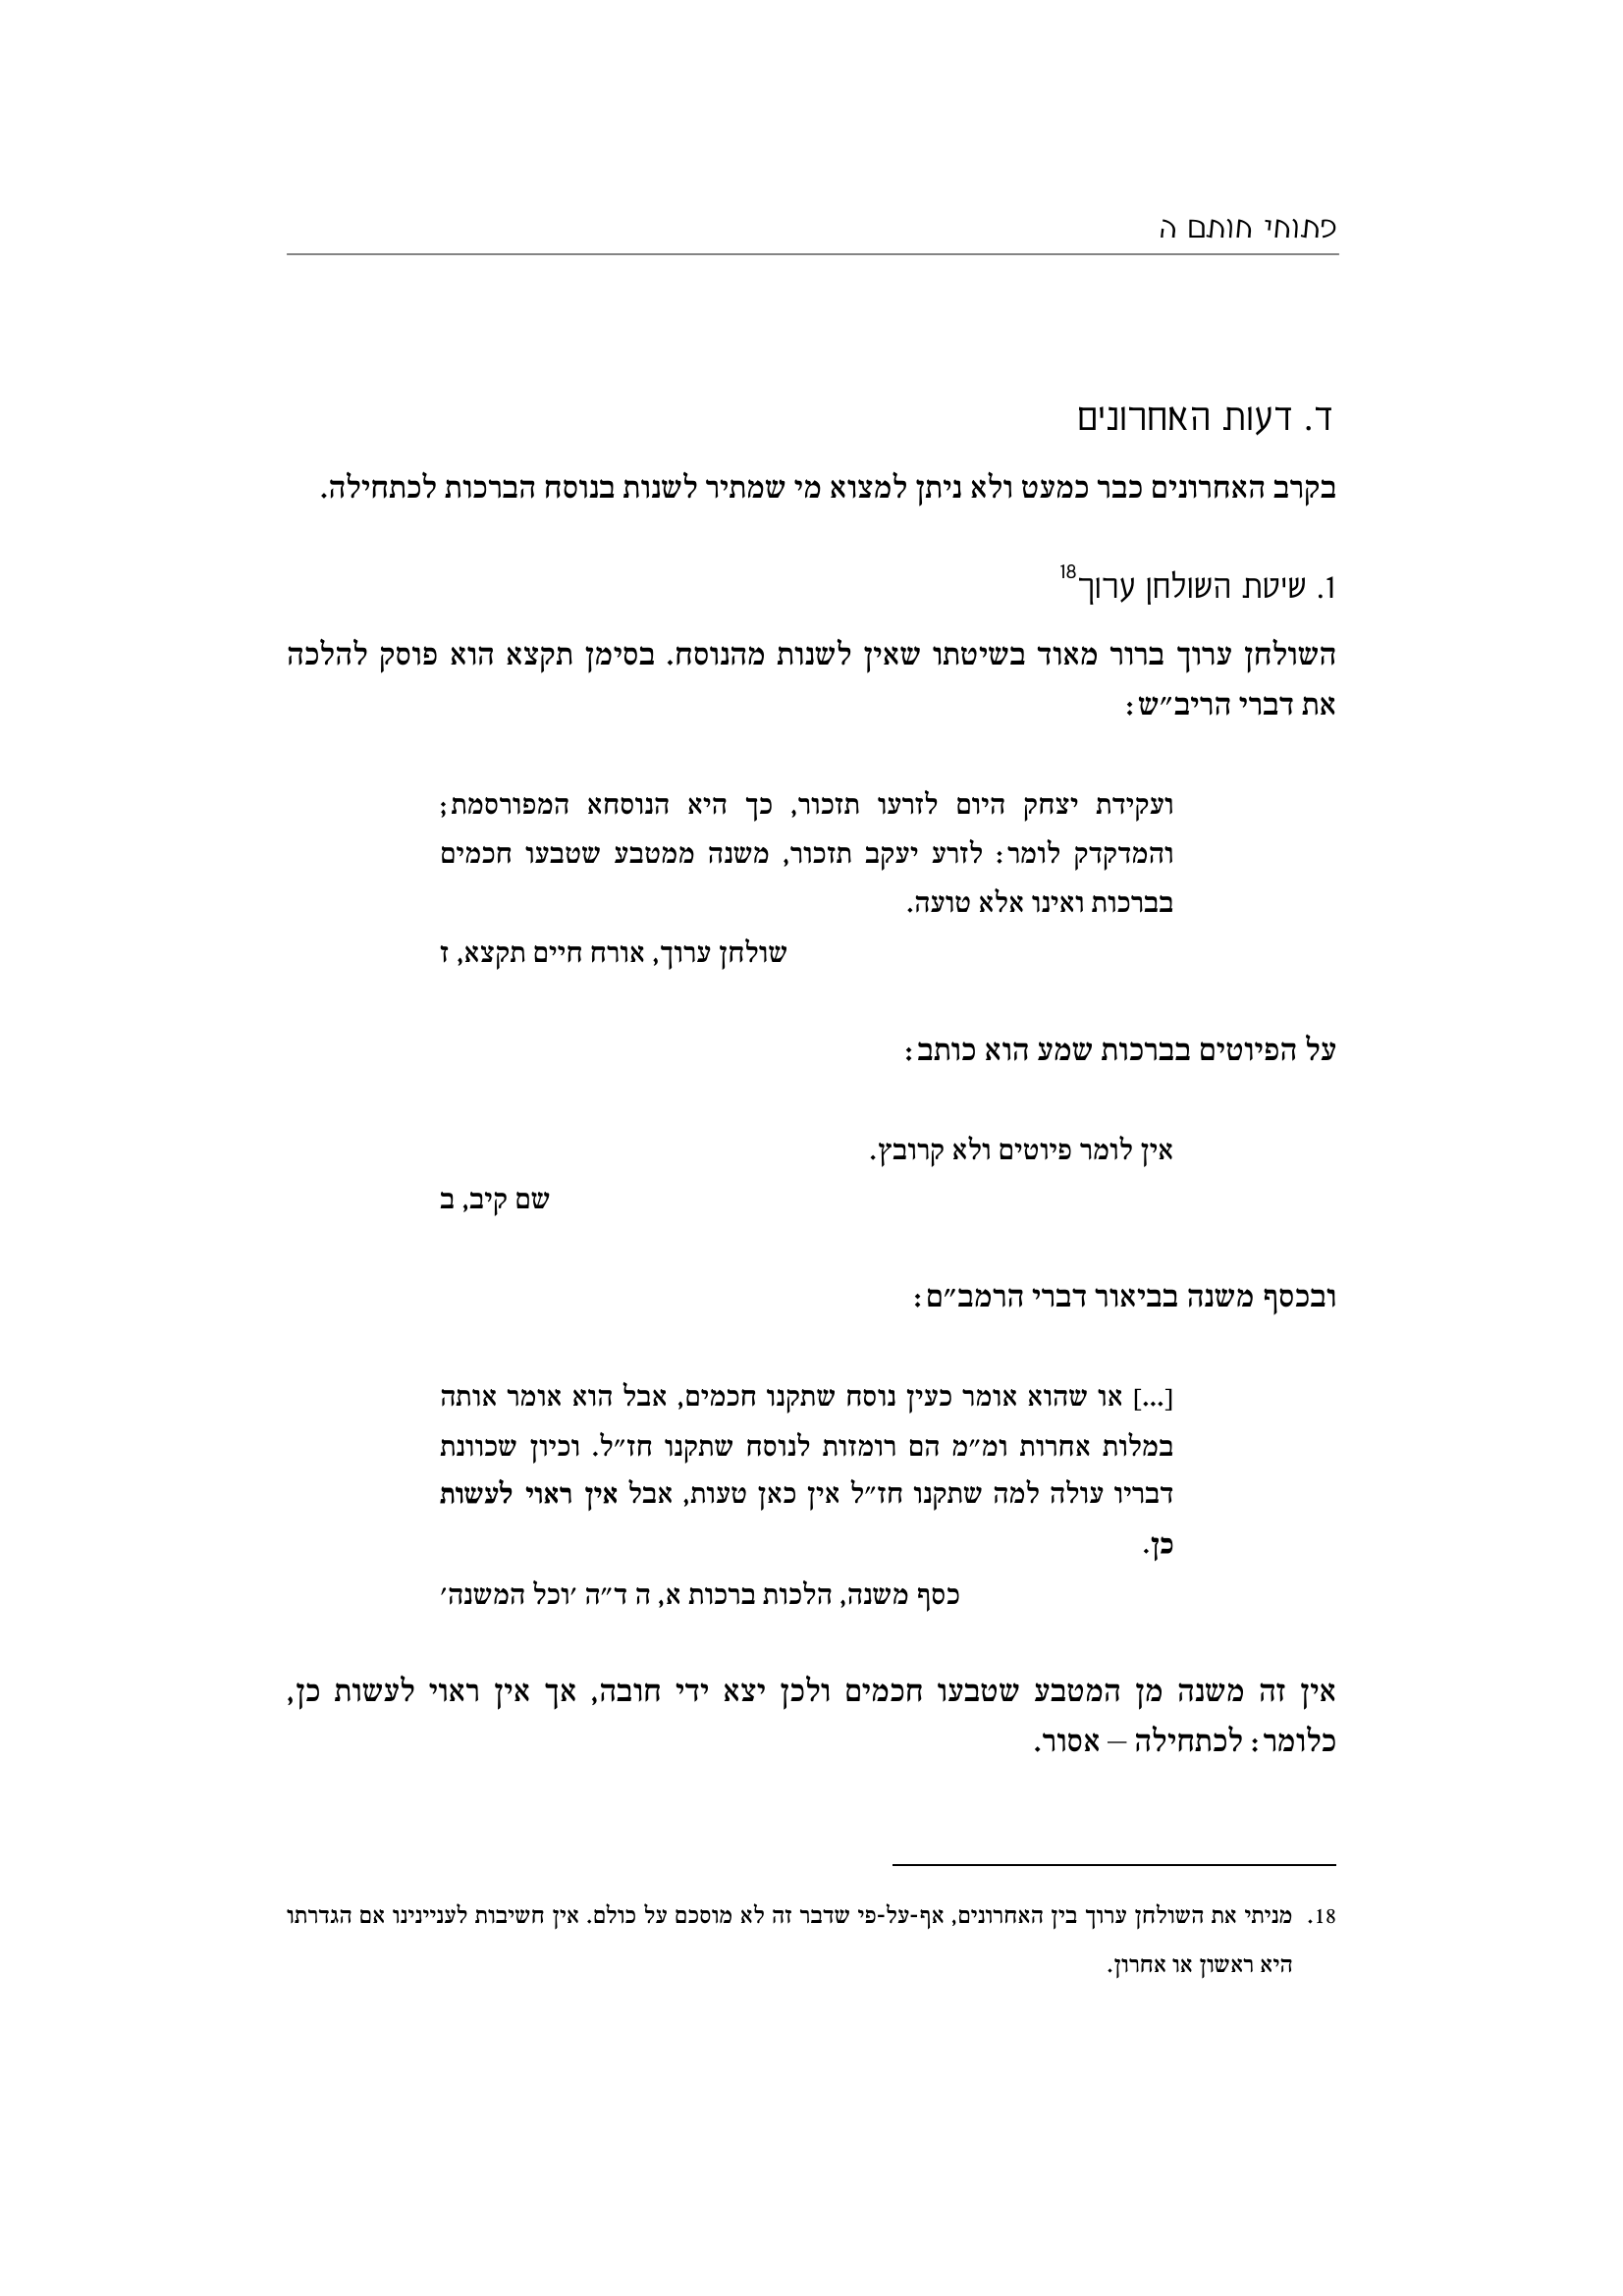 פתוחי חותם ה
ד. דעות האחרונים
בקרב האחרונים כבר כמעט ולא ניתן למצוא מי שמתיר לשנות בנוסח הברכות לכתחילה.
1. שיטת השולחן ערוך18
השולחן ערוך ברור מאוד בשיטתו שאין לשנות מהנוסח. בסימן תקצא הוא פוסק להלכה
את דברי הריב״ש:
ועקידת יצחק היום לזרעו תזכור, כך היא הנוסחא המפורסמת;
והמדקדק לומר: לזרע יעקב תזכור, משנה ממטבע שטבעו חכמים
בברכות ואינו אלא טועה.
שולחן ערוך, אורח חיים תקצא, ז
על הפיוטים בברכות שמע הוא כותב:
אין לומר פיוטים ולא קרובץ.
שם קיב, ב
ובכסף משנה בביאור דברי הרמב״ם:
[...] או שהוא אומר כעין נוסח שתקנו חכמים, אבל הוא אומר אותה
במלות אחרות ומ״מ הם רומזות לנוסח שתקנו חז״ל. וכיון שכוונת
דבריו עולה למה שתקנו חז״ל אין כאן טעות, אבל אין ראוי לעשות
כן.
כסף משנה, הלכות ברכות א, ה ד״ה ׳וכל המשנה׳
אין זה משנה מן המטבע שטבעו חכמים ולכן יצא ידי חובה, אך אין ראוי לעשות כן,
כלומר: לכתחילה – אסור.
18. מניתי את השולחן ערוך בין האחרונים, אף-על-פי שדבר זה לא מוסכם על כולם. אין חשיבות לעניינינו אם הגדרתו
היא ראשון או אחרון.